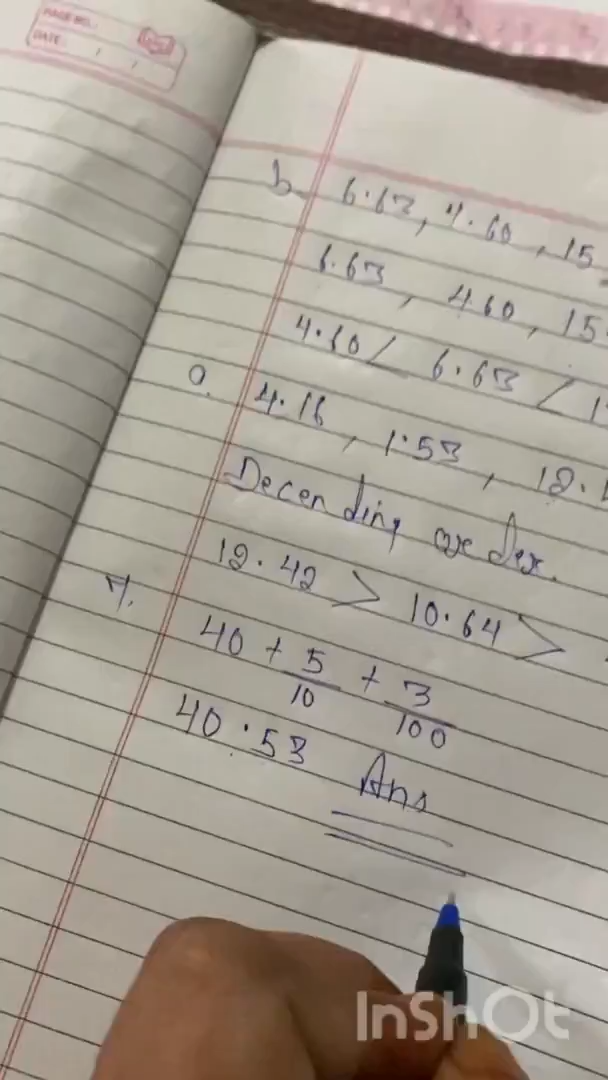 PAGE NO.:
DATE: / /
b. 6.63, 4.60, 15
6.63, 4.60, 15.
4.60 < 6.63 < 1
a. 4.16, 1.53, 12.1
Decending order.
12.42 > 10.64 >
7.
40 + 5/10 + 3/100
40.53 Ans
InShOt